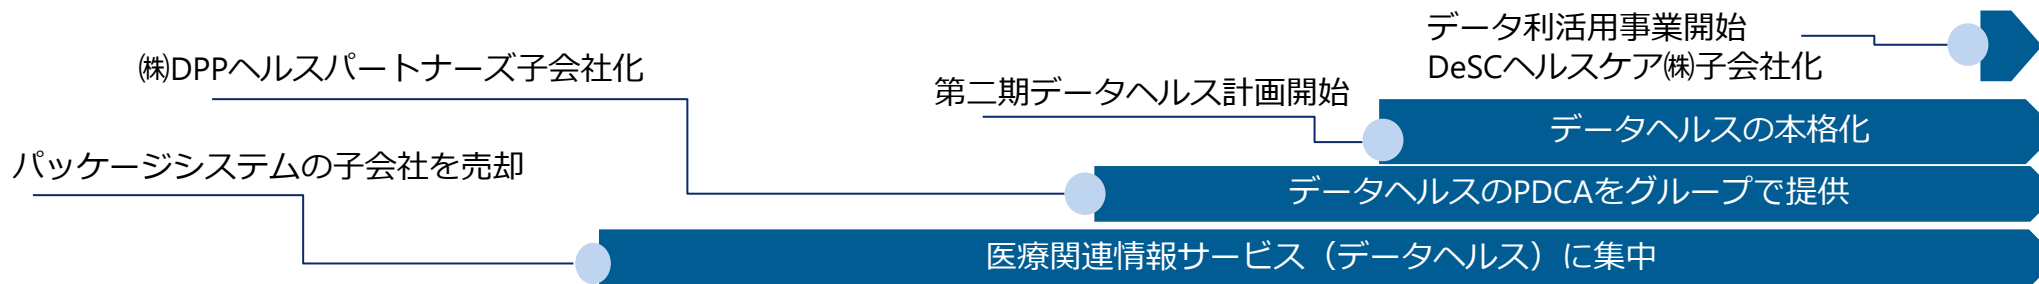 データ利活用事業開始
DeSCヘルスケア㈱子会社化
㈱DPPヘルスパートナーズ子会社化
第二期データヘルス計画開始
データヘルスの本格化
パッケージシステムの子会社を売却
データヘルスのPDCAをグループで提供
医療関連情報サービス（データヘルス）に集中